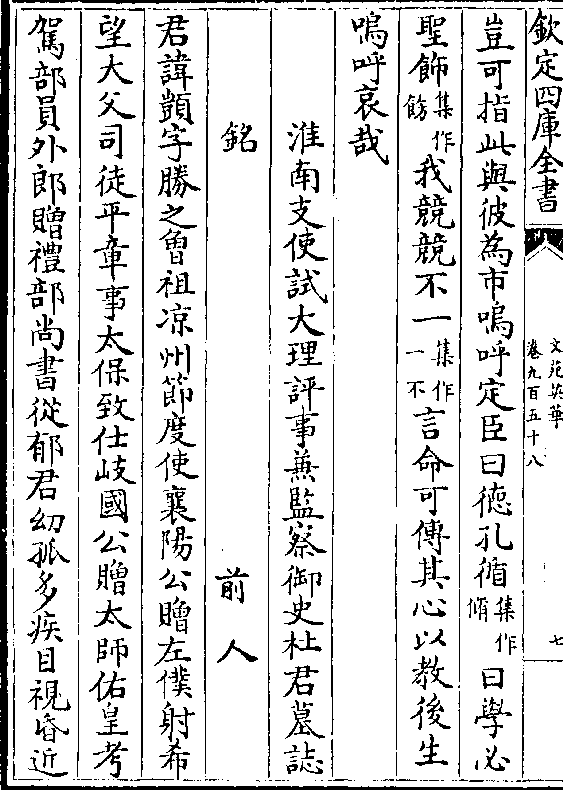 欽定四庫全書
文苑英華
卷九百五十八
七
豈可指此與彼為市嗚呼定臣曰徳孔循集作脩曰學必
聖飾集作飭我競競不一集作一不言命可傳其心以教後生
嗚呼哀哉
淮南支使試大理評事兼監察御史杜君墓誌
銘　前人
君諱顗字勝之曾祖凉州節度使襄陽公贈左僕射希
望大父司徒平章事太保致仕岐國公贈太師佑皇考
駕部員外郎贈禮部尚書從郁君幼孤多疾目視昏近